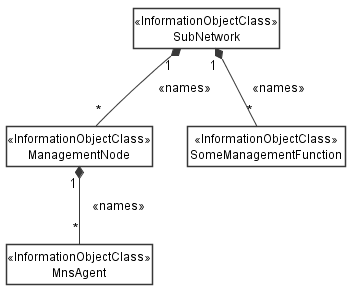 «InformationObjectClass»
SubNetwork
1
1
«names»
«names»
*
*
«InformationObjectClass»
ManagementNode
«InformationObjectClass»
SomeManagementFunction
1
«names»
*
«InformationObjectClass»
MnsAgent